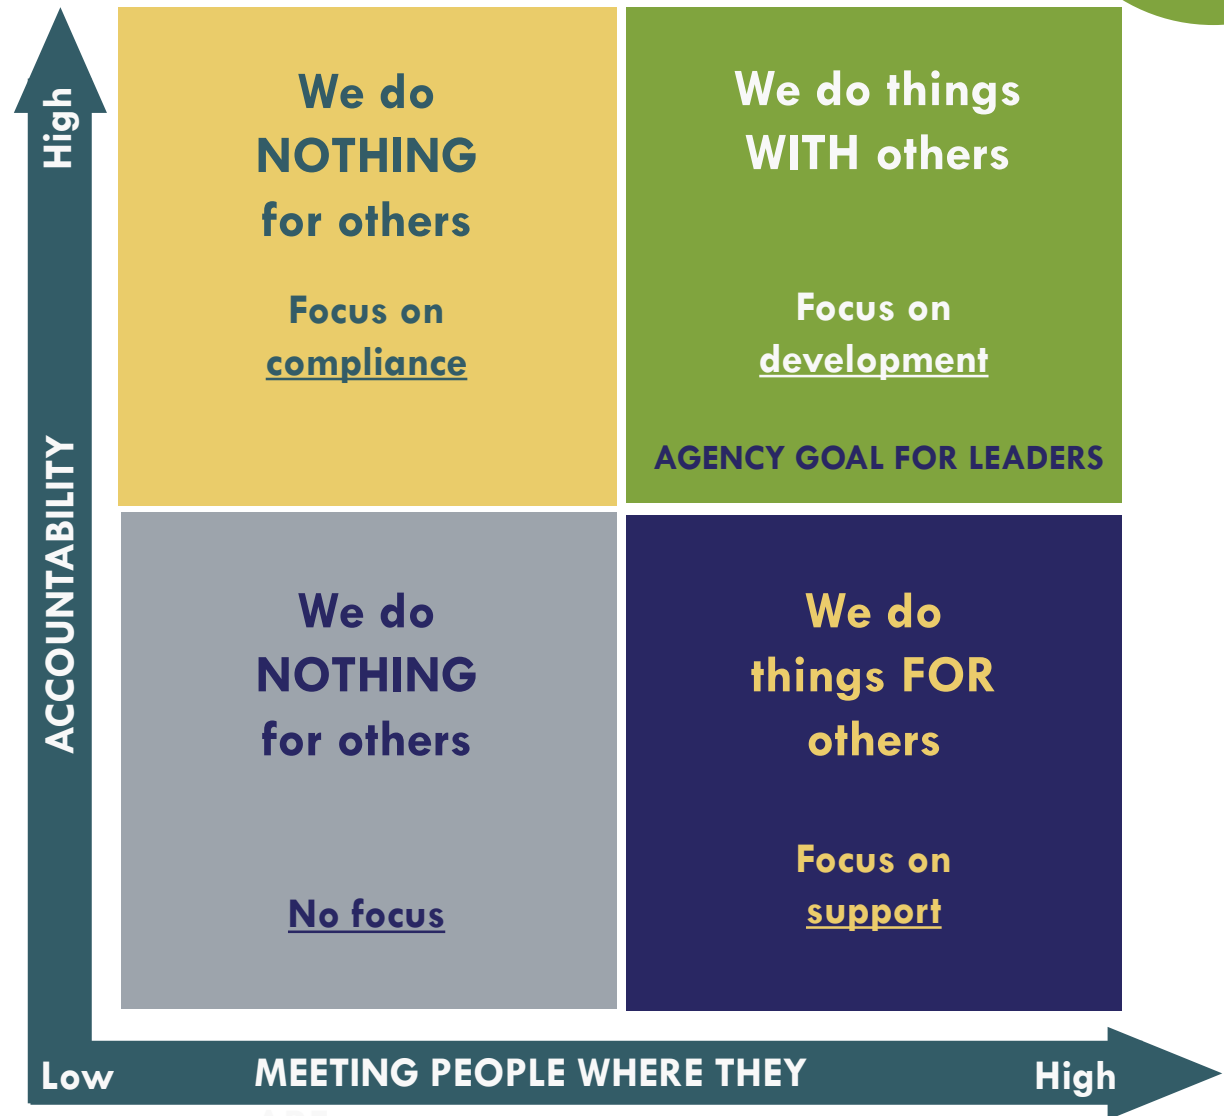 High
ACCOUNTABILITY
We do
NOTHING
for others
Focus on
compliance
We do things
WITH others
Focus on
development
AGENCY GOAL FOR LEADERS
We do
NOTHING
for others
No focus
We do
things FOR
others
Focus on
support
Low
MEETING PEOPLE WHERE THEY
High